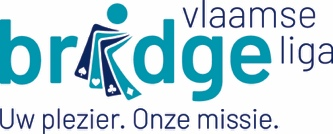 vlaamse
bridge
liga
Uw plezier. Onze missie.